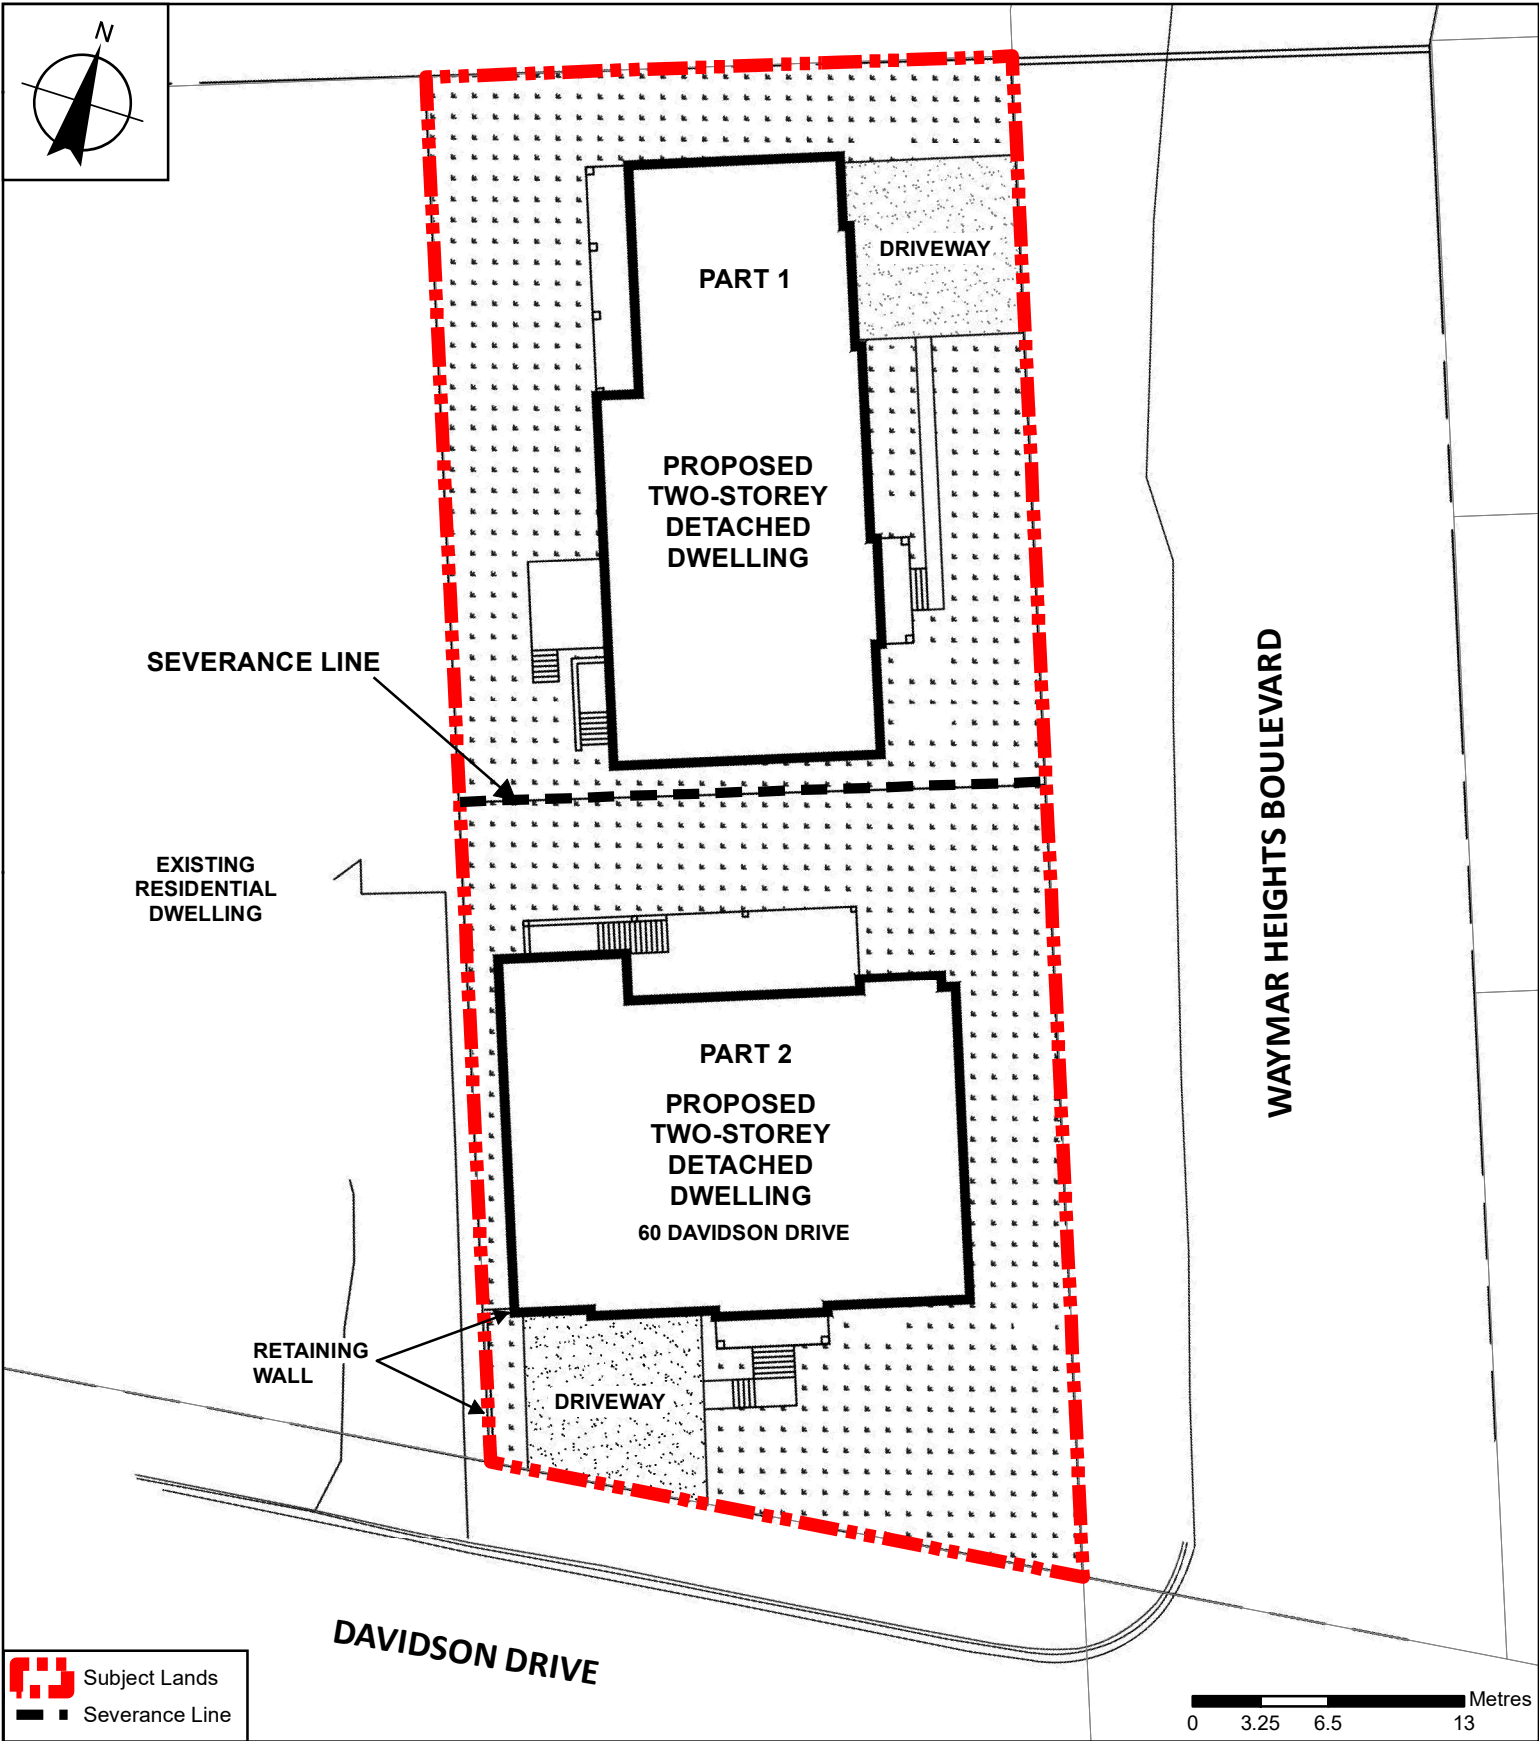 N
DRIVEWAY
PART 1
PROPOSED
TWO-STOREY
DETACHED
DWELLING
SEVERANCE LINE
WAYMAR HEIGHTS BOULEVARD
EXISTING
RESIDENTIAL
DWELLING
PART 2
PROPOSED
TWO-STOREY
DETACHED
DWELLING
60 DAVIDSON DRIVE
RETAINING
WALL
DRIVEWAY
DAVIDSON DRIVE
Subject Lands
Severance Line
Metres
0 3.25 6.5 13